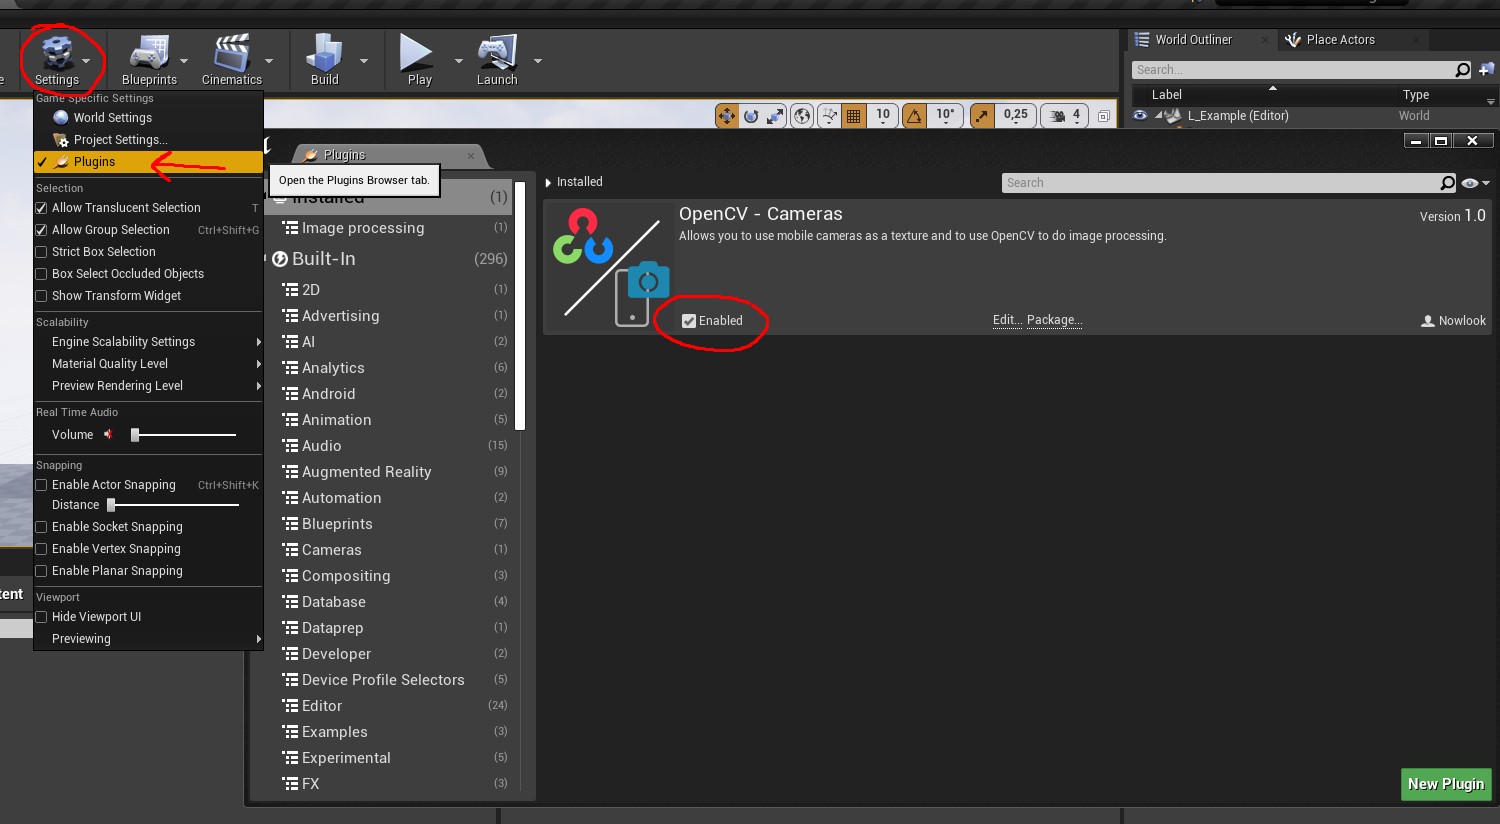 Settings
Blueprints
Cinematics
Build
Play
Launch
World Outliner
Place Actors
Search...
Label
Type
L_Example (Editor)
World
10
10°
0,25
4
Game Specific Settings
World Settings
Project Settings...
Plugins
Selection
Allow Translucent Selection T
Allow Group Selection Ctrl+Shift+G
Strict Box Selection
Box Select Occluded Objects
Show Transform Widget
Scalability
Engine Scalability Settings
Material Quality Level
Preview Rendering Level
Real Time Audio
Volume
Snapping
Enable Actor Snapping Ctrl+Shift+K
Distance
Enable Socket Snapping
Enable Vertex Snapping
Enable Planar Snapping
Viewport
Hide Viewport UI
Previewing
tent
Plugins
Open the Plugins Browser tab.
Installed (1)
Image processing (1)
Built-In (296)
2D (1)
Advertising (1)
AI (2)
Analytics (6)
Android (2)
Animation (5)
Audio (15)
Augmented Reality (9)
Automation (2)
Blueprints (7)
Cameras (1)
Compositing (3)
Database (4)
Dataprep (1)
Developer (2)
Device Profile Selectors (5)
Editor (24)
Examples (3)
Experimental (5)
FX (3)
Installed
Search
OpenCV - Cameras
Version 1.0
Allows you to use mobile cameras as a texture and to use OpenCV to do image processing.
Enabled
Edit... Package...
Nowlook
New Plugin